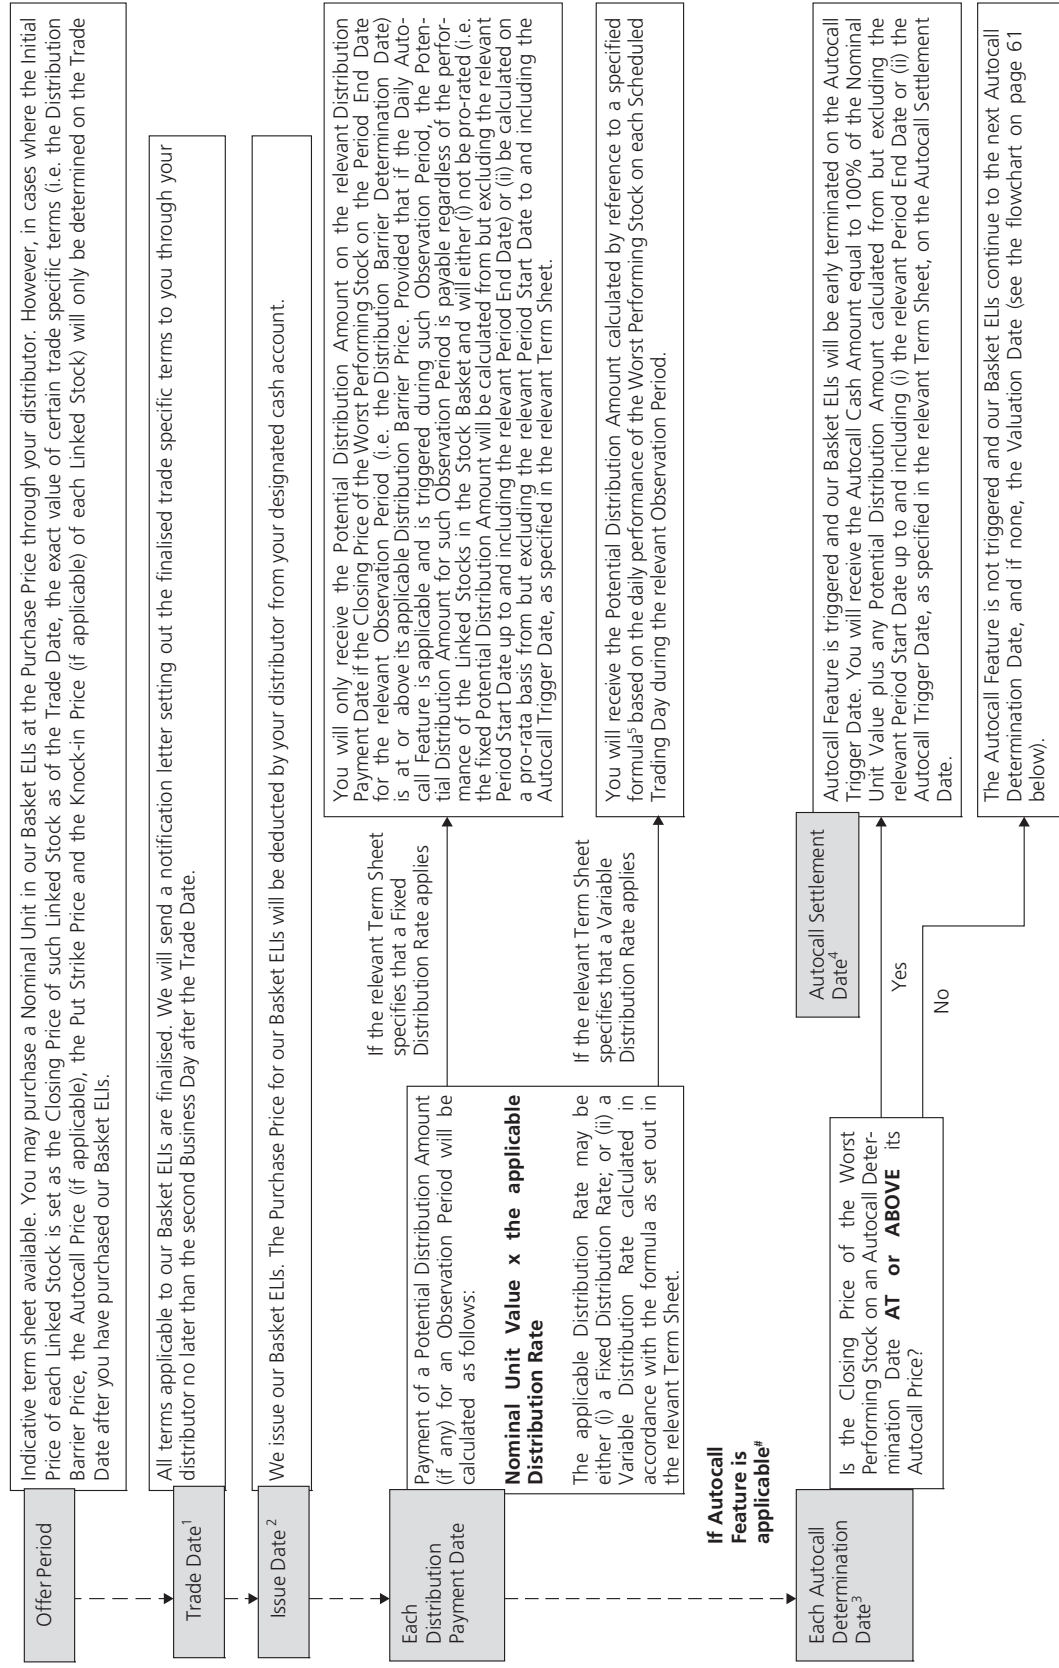 Offer Period
Indicative term sheet available. You may purchase a Nominal Unit in our Basket ELIs at the Purchase Price through your distributor. However, in cases where the Initial
Price of each Linked Stock is set as the Closing Price of such Linked Stock as of the Trade Date, the exact value of certain trade specific terms (i.e. the Distribution
Barrier Price, the Autocall Price (if applicable), the Put Strike Price and the Knock-in Price (if applicable) of each Linked Stock) will only be determined on the Trade
Date after you have purchased our Basket ELIs.
Trade Date¹
All terms applicable to our Basket ELIs are finalised. We will send a notification letter setting out the finalised trade specific terms to you through your
distributor no later than the second Business Day after the Trade Date.
Issue Date²
We issue our Basket ELIs. The Purchase Price for our Basket ELIs will be deducted by your distributor from your designated cash account.
Each
Distribution
Payment Date
Payment of a Potential Distribution Amount
(if any) for an Observation Period will be
calculated as follows:
Nominal Unit Value x the applicable
Distribution Rate
The applicable Distribution Rate may be
either (i) a Fixed Distribution Rate; or (ii) a
Variable Distribution Rate calculated in
accordance with the formula as set out in
the relevant Term Sheet.
If the relevant Term Sheet
specifies that a Fixed
Distribution Rate applies
You will only receive the Potential Distribution Amount on the relevant Distribution
Payment Date if the Closing Price of the Worst Performing Stock on the Period End Date
for the relevant Observation Period (i.e. the Distribution Barrier Determination Date)
is at or above its applicable Distribution Barrier Price. Provided that if the Daily Auto-
call Feature is applicable and is triggered during such Observation Period, the Poten-
tial Distribution Amount for such Observation Period is payable regardless of the perfor-
mance of the Linked Stocks in the Stock Basket and will either (i) not be pro-rated (i.e.
the fixed Potential Distribution Amount will be calculated from but excluding the relevant
Period Start Date up to and including the relevant Period End Date) or (ii) be calculated on
a pro-rata basis from but excluding the relevant Period Start Date to and including the
Autocall Trigger Date, as specified in the relevant Term Sheet.
If the relevant Term Sheet
specifies that a Variable
Distribution Rate applies
You will receive the Potential Distribution Amount calculated by reference to a specified
formula⁵ based on the daily performance of the Worst Performing Stock on each Scheduled
Trading Day during the relevant Observation Period.
If Autocall
Feature is
applicable#
Each Autocall
Determination
Date³
Is the Closing Price of the Worst
Performing Stock on an Autocall Deter-
mination Date AT or ABOVE its
Autocall Price?
Autocall Settlement
Date⁴
Yes
Autocall Feature is triggered and our Basket ELIs will be early terminated on the Autocall
Trigger Date. You will receive the Autocall Cash Amount equal to 100% of the Nominal
Unit Value plus any Potential Distribution Amount calculated from but excluding the
relevant Period Start Date up to and including (i) the relevant Period End Date or (ii) the
Autocall Trigger Date, as specified in the relevant Term Sheet, on the Autocall Settlement
Date.
No
The Autocall Feature is not triggered and our Basket ELIs continue to the next Autocall
Determination Date, and if none, the Valuation Date (see the flowchart on page 61
below).